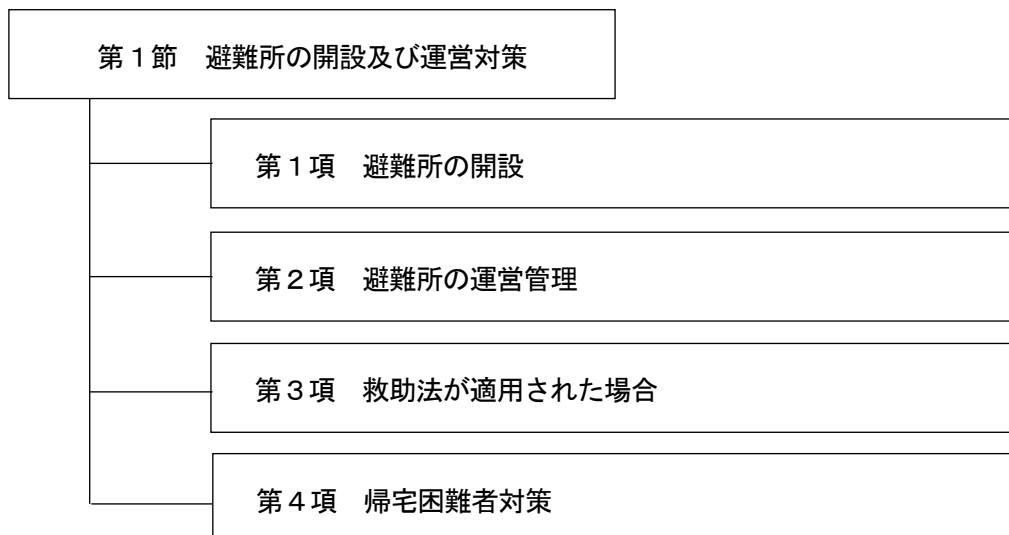 第１節　避難所の開設及び運営対策
第１項　避難所の開設
第２項　避難所の運営管理
第３項　救助法が適用された場合
第４項　帰宅困難者対策